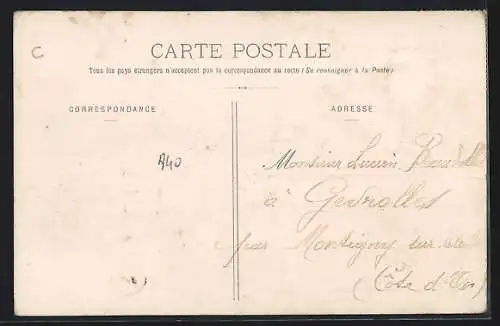 C
CARTE POSTALE
Tous les pays étrangers n'acceptent pas la correspondance au recto (Se renseigner à la Poste)
CORRESPONDANCE
ADRESSE
A40
Monsieur Lucien
à Gevrolles
par Montigny sur
(Côte d'Or)